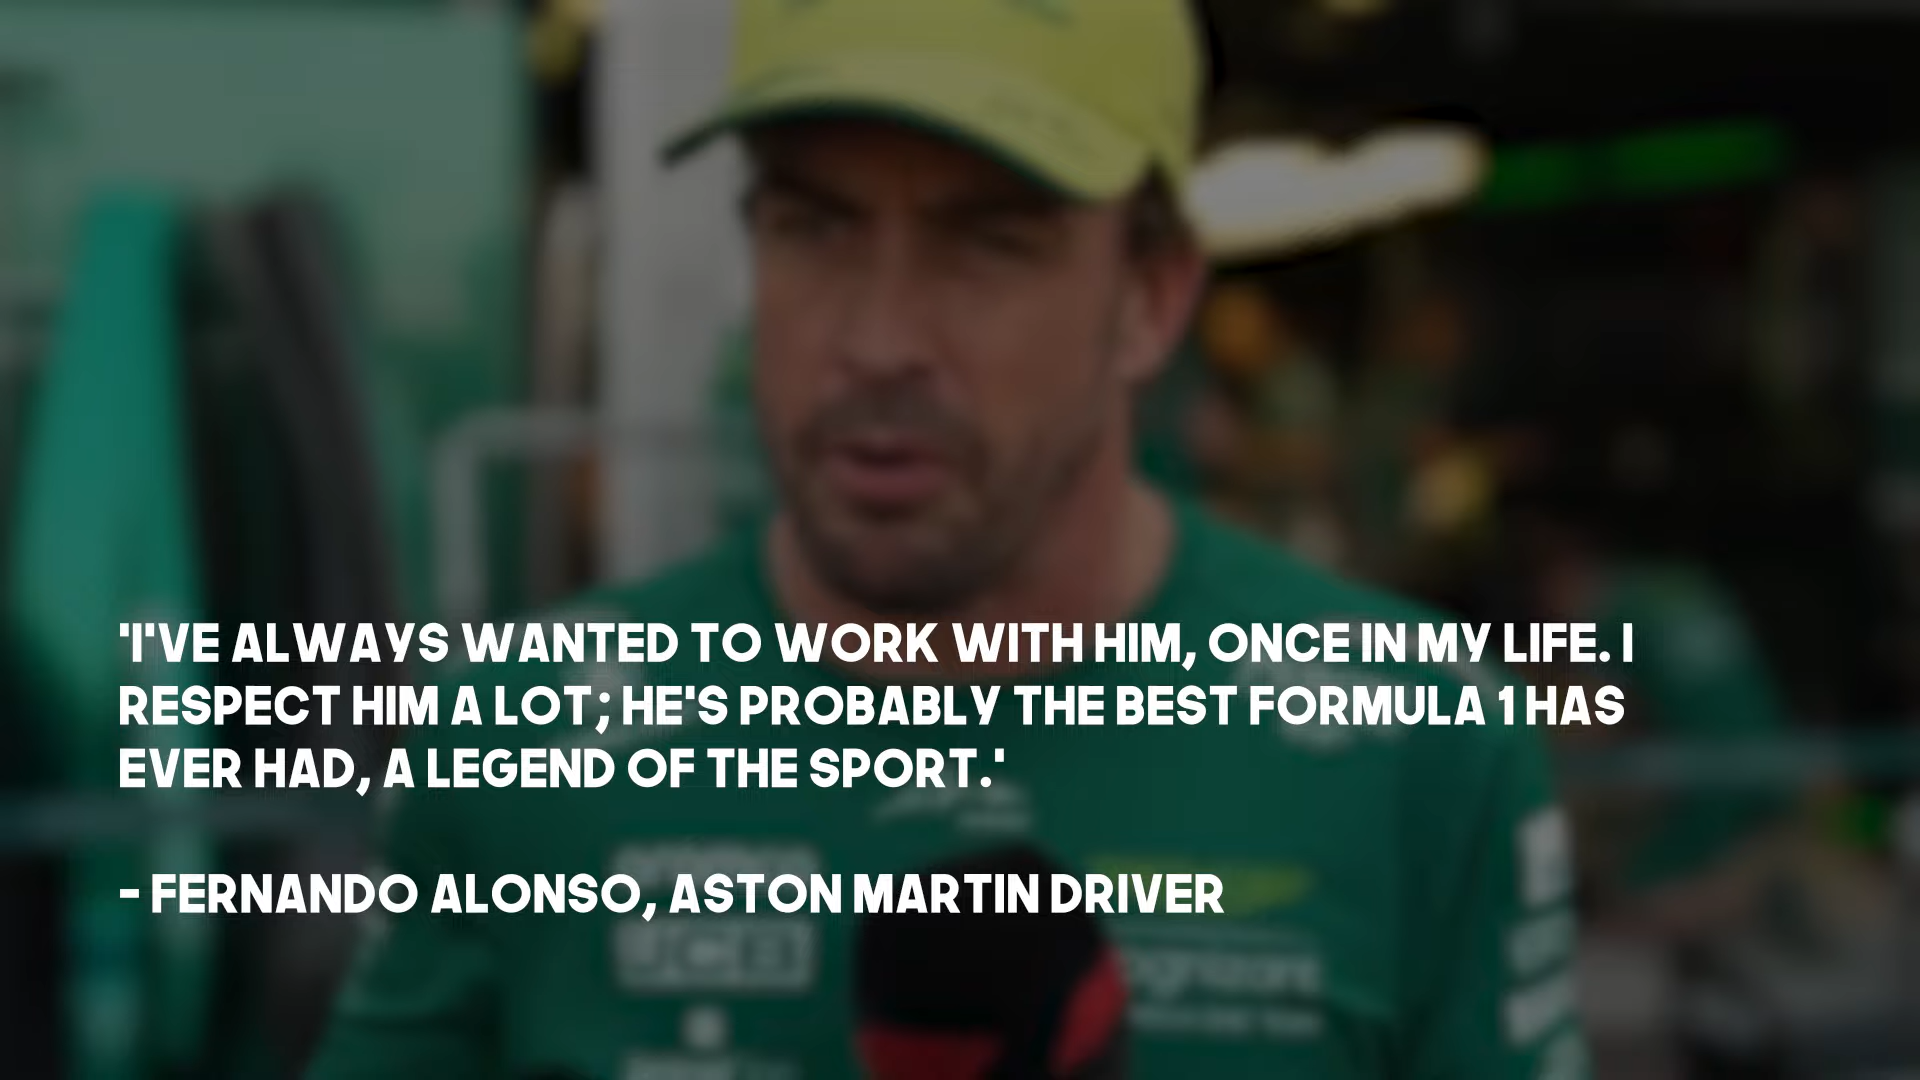 'I'VE ALWAYS WANTED TO WORK WITH HIM, ONCE IN MY LIFE. I
RESPECT HIM A LOT; HE'S PROBABLY THE BEST FORMULA 1 HAS
EVER HAD, A LEGEND OF THE SPORT.'
- FERNANDO ALONSO, ASTON MARTIN DRIVER
JCB